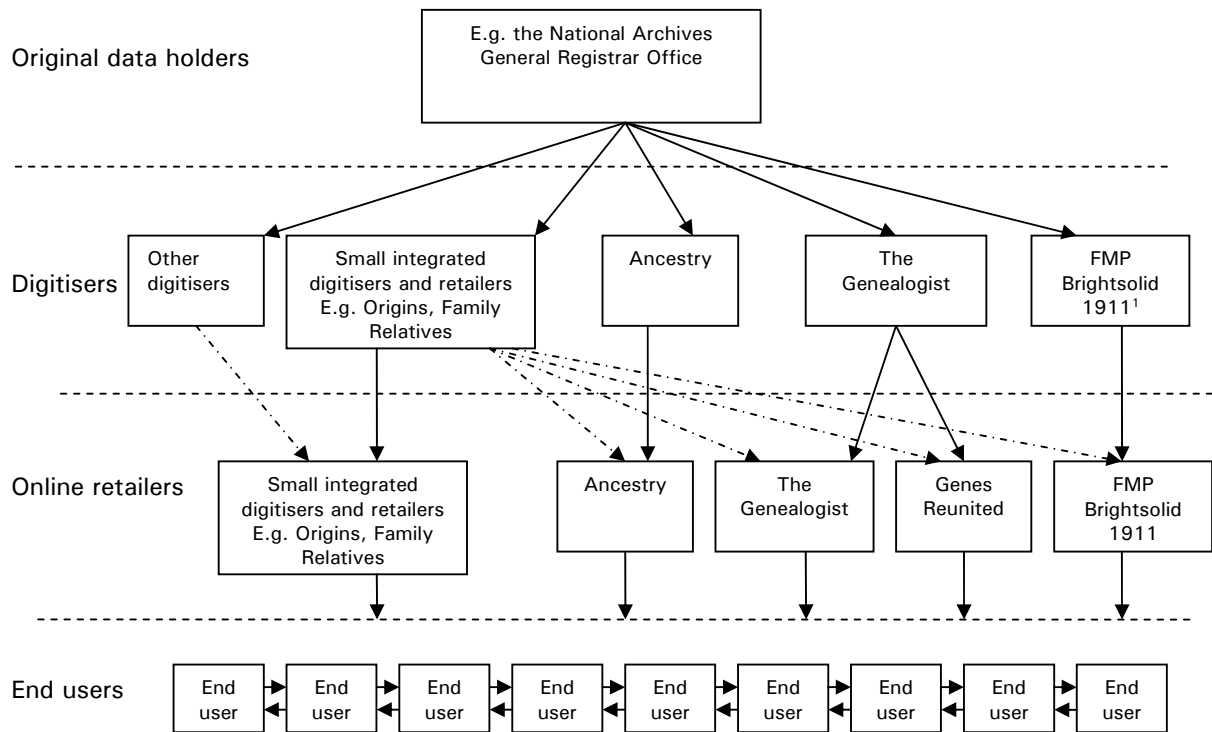 E.g. the National Archives
General Registrar Office
Original data holders
Digitisers
Other
digitisers
Small integrated
digitisers and retailers
E.g. Origins, Family
Relatives
Ancestry
The
Genealogist
FMP
Brightsolid
1911¹
Online retailers
Small integrated
digitisers and retailers
E.g. Origins, Family
Relatives
Ancestry
The
Genealogist
Genes
Reunited
FMP
Brightsolid
1911
End users
End
user
End
user
End
user
End
user
End
user
End
user
End
user
End
user
End
user